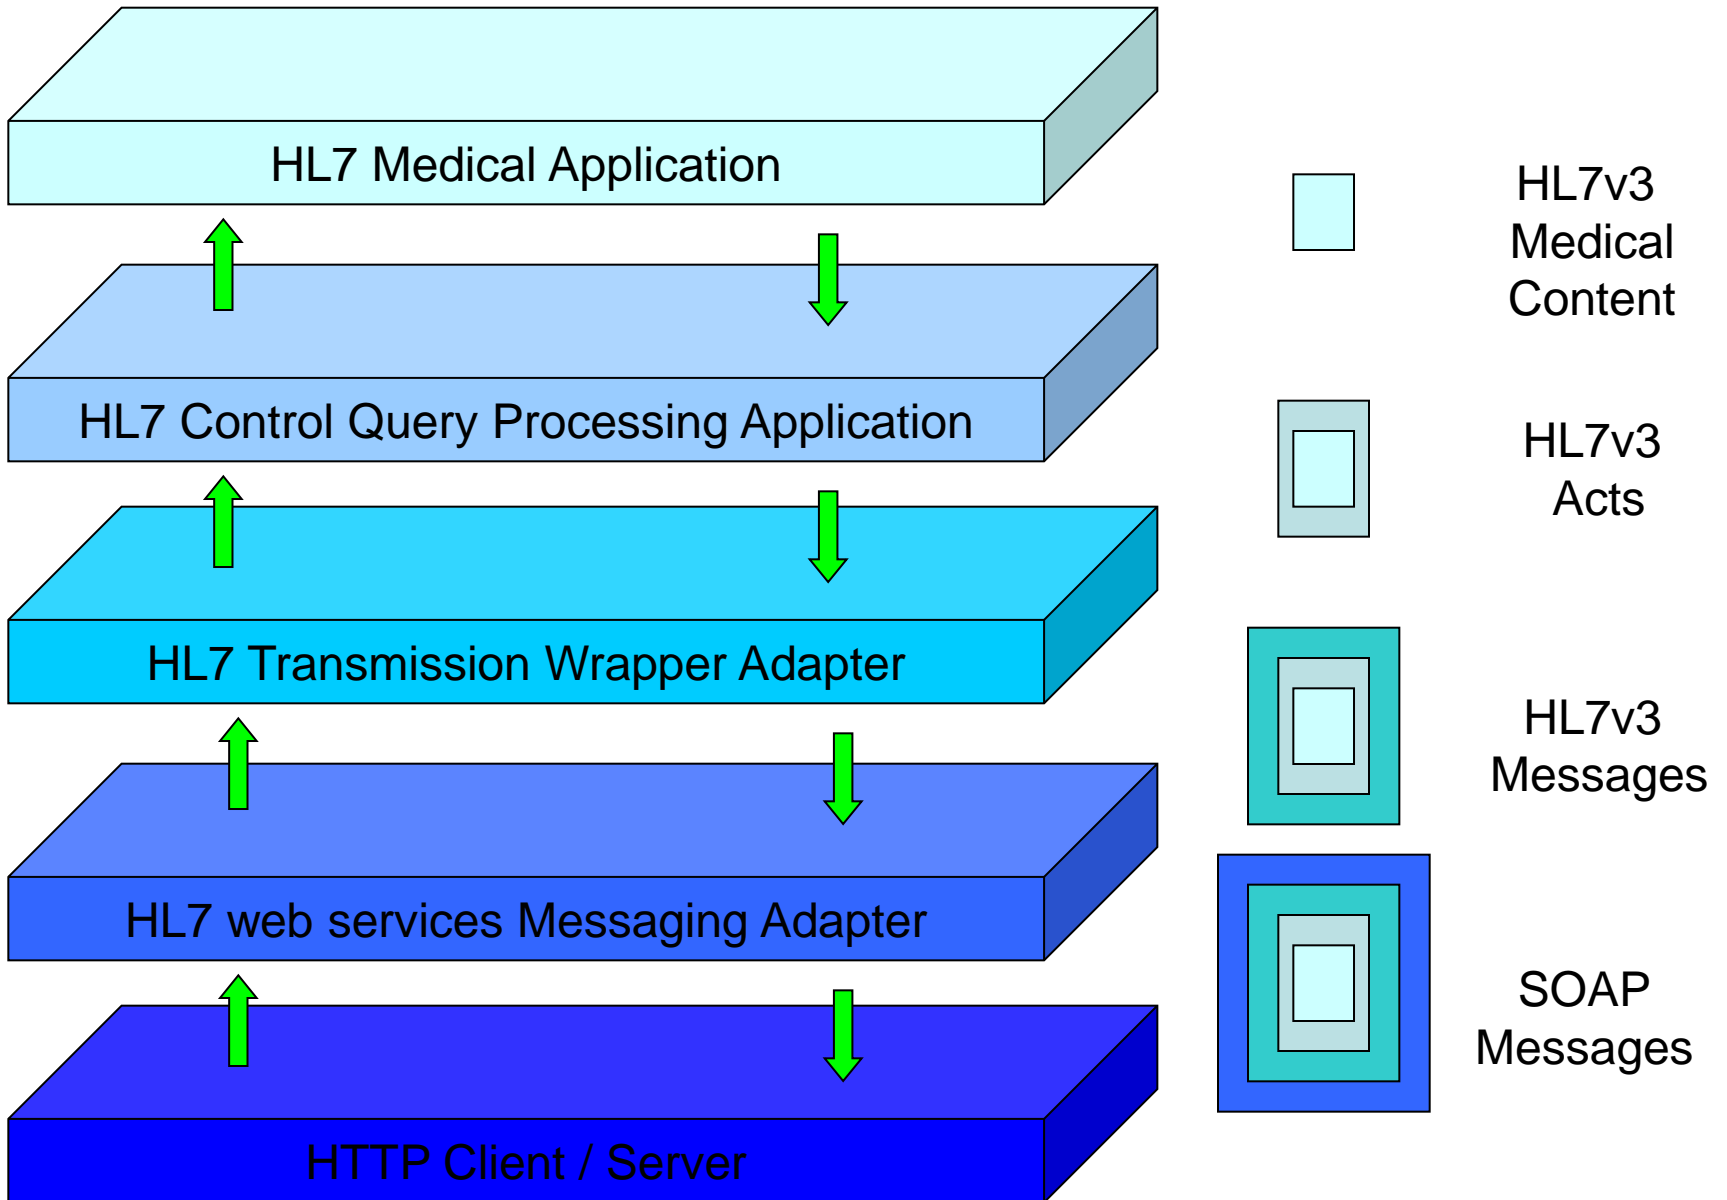 HL7 Medical Application
HL7v3
Medical
Content
HL7 Control Query Processing Application
HL7v3
Acts
HL7 Transmission Wrapper Adapter
HL7v3
Messages
HL7 web services Messaging Adapter
SOAP
Messages
HTTP Client / Server